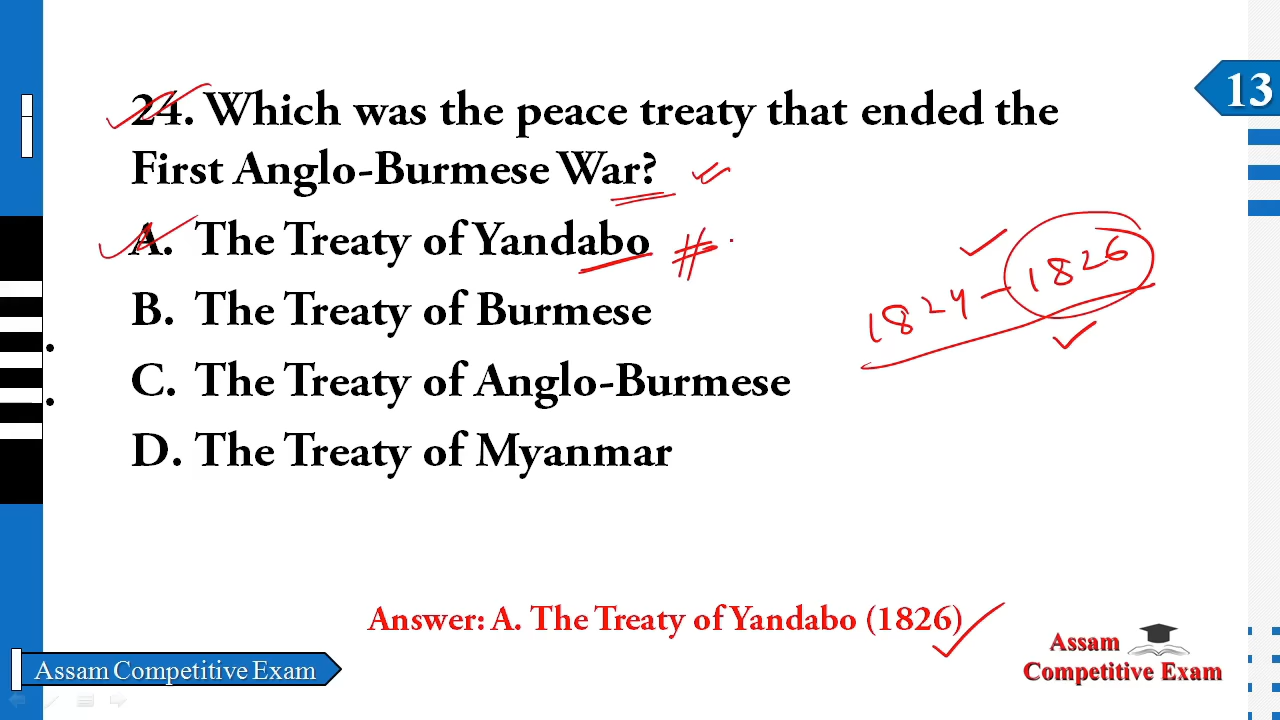 13
24. Which was the peace treaty that ended the
First Anglo-Burmese War?
A. The Treaty of Yandabo #
1824 - 1826
B. The Treaty of Burmese
C. The Treaty of Anglo-Burmese
D. The Treaty of Myanmar
Answer: A. The Treaty of Yandabo (1826)
Assam Competitive Exam
Assam
Competitive Exam